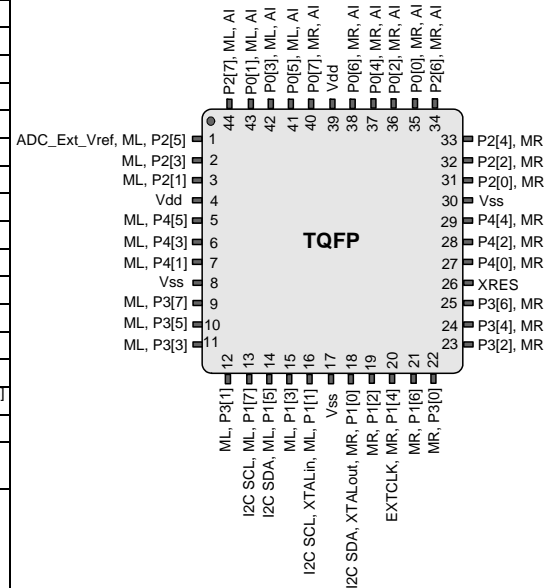 P2[7], ML, AI
P0[1], ML, AI
P0[3], ML, AI
P0[5], ML, AI
P0[7], MR, AI
Vdd
P0[6], MR, AI
P0[4], MR, AI
P0[2], MR, AI
P0[0], MR, AI
P2[6], MR, AI
44 43 42 41 40 39 38 37 36 35 34
ADC_Ext_Vref, ML, P2[5] 1
ML, P2[3] 2
ML, P2[1] 3
Vdd 4
ML, P4[5] 5
ML, P4[3] 6
ML, P4[1] 7
Vss 8
ML, P3[7] 9
ML, P3[5] 10
ML, P3[3] 11
TQFP
33 P2[4], MR
32 P2[2], MR
31 P2[0], MR
30 Vss
29 P4[4], MR
28 P4[2], MR
27 P4[0], MR
26 XRES
25 P3[6], MR
24 P3[4], MR
23 P3[2], MR
12 13 14 15 16 17 18 19 20 21 22
ML, P3[1]
I2C SCL, ML, P1[7]
I2C SDA, ML, P1[5]
ML, P1[3]
I2C SCL, XTALin, ML, P1[1]
Vss
I2C SDA, XTALout, MR, P1[0]
MR, P1[2]
EXTCLK, MR, P1[4]
MR, P1[6]
MR, P3[0]